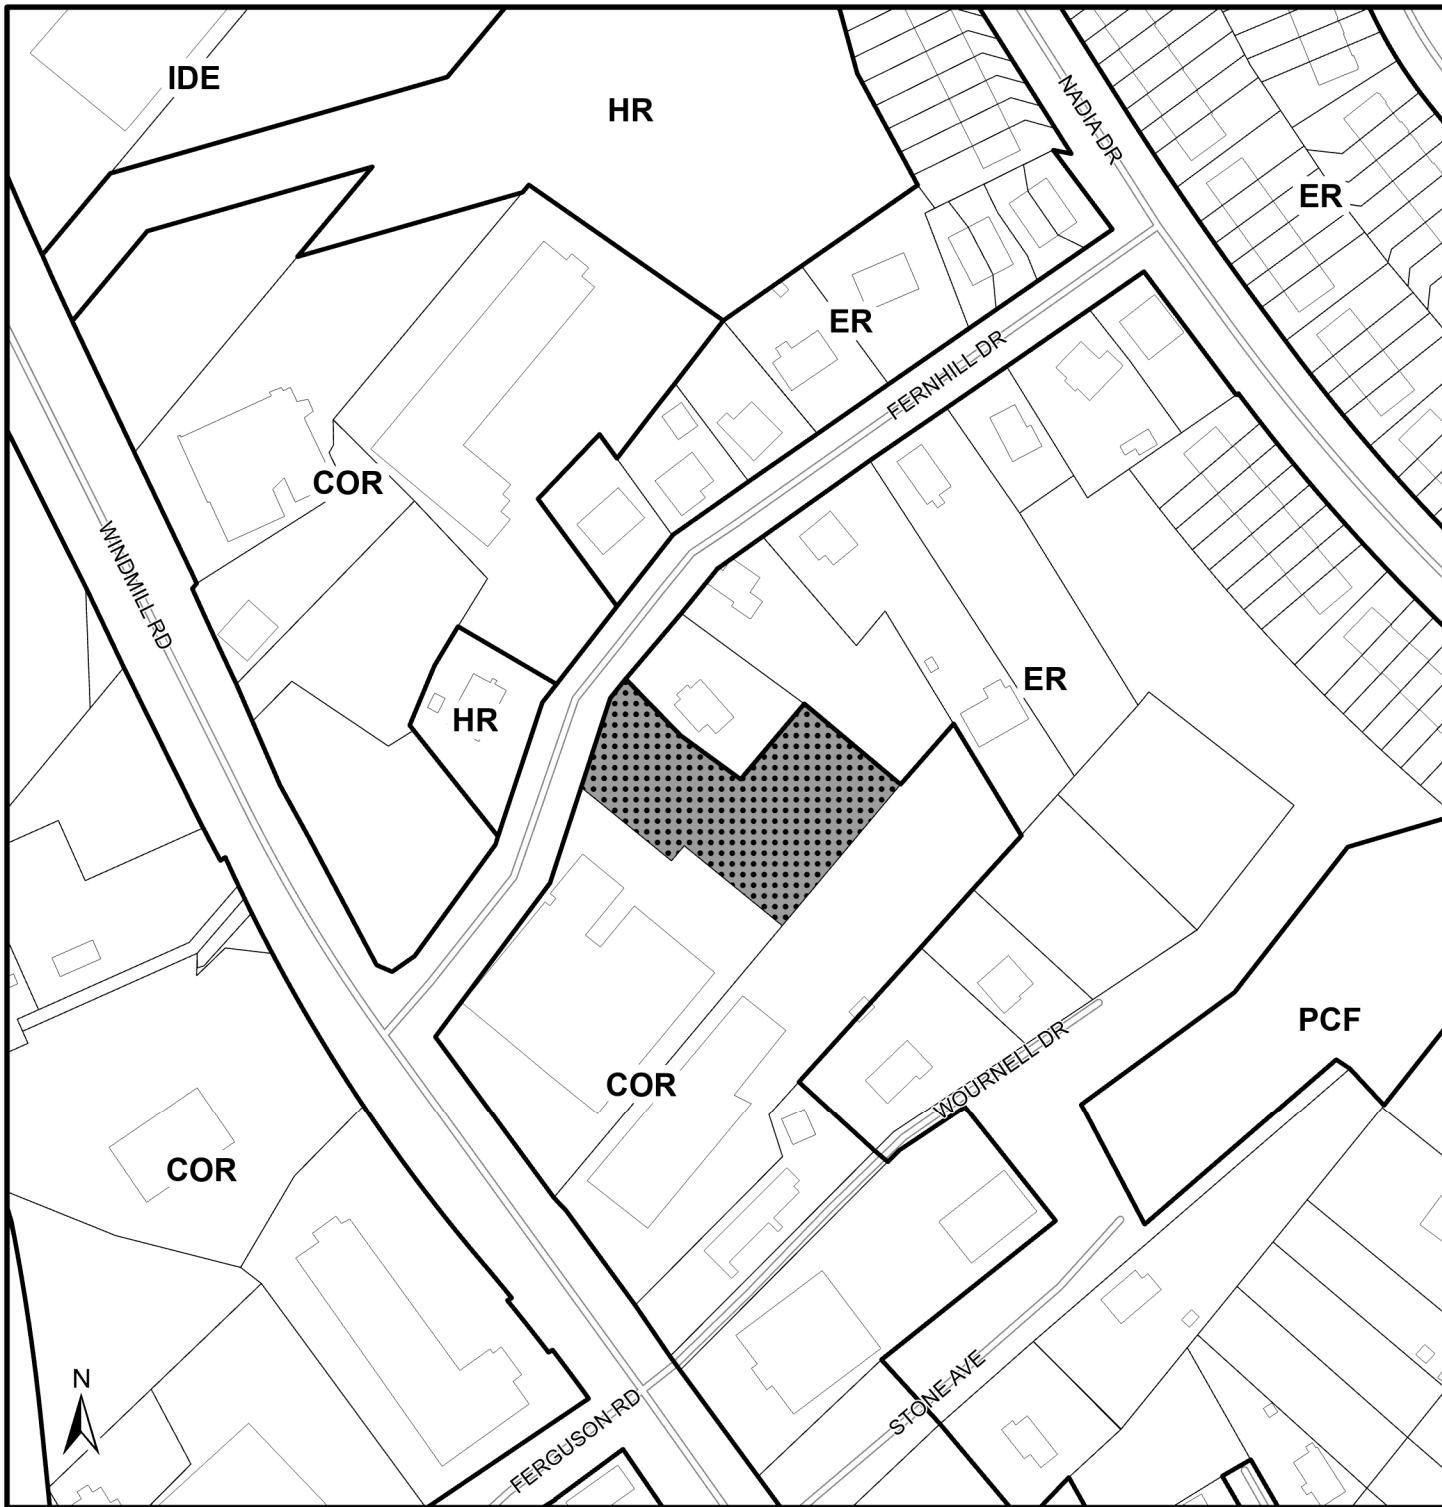 IDE
HR
NADIA DR
ER
ER
FERNHILL DR
COR
WINDMILL RD
ER
HR
PCF
WOURNELL DR
COR
COR
N
STONE AVE
FERGUSON RD